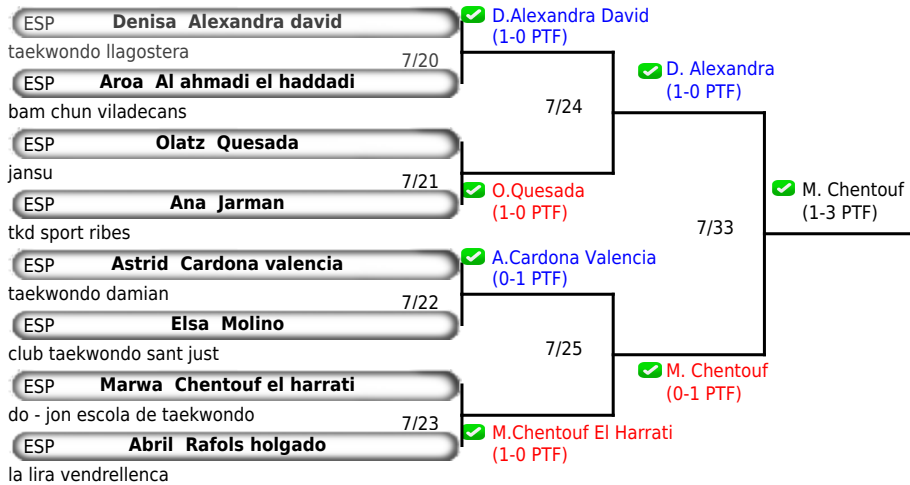 ESP Denisa Alexandra david
taekwondo llagostera
7/20
ESP Aroa Al ahmadi el haddadi
bam chun viladecans
ESP Olatz Quesada
jansu
7/21
ESP Ana Jarman
tkd sport ribes
ESP Astrid Cardona valencia
taekwondo damian
7/22
ESP Elsa Molino
club taekwondo sant just
ESP Marwa Chentouf el harrati
do - jon escola de taekwondo
7/23
ESP Abril Rafols holgado
la lira vendrellenca
D.Alexandra David
(1-0 PTF)
7/24
O.Quesada
(1-0 PTF)
A.Cardona Valencia
(0-1 PTF)
7/25
M.Chentouf El Harrati
(1-0 PTF)
D. Alexandra
(1-0 PTF)
7/33
M. Chentouf
(0-1 PTF)
M. Chentouf
(1-3 PTF)